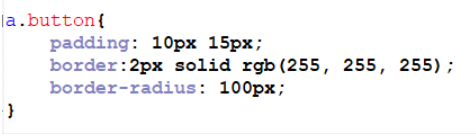 a.button{
    padding: 10px 15px;
    border:2px solid rgb(255, 255, 255);
    border-radius: 100px;
}